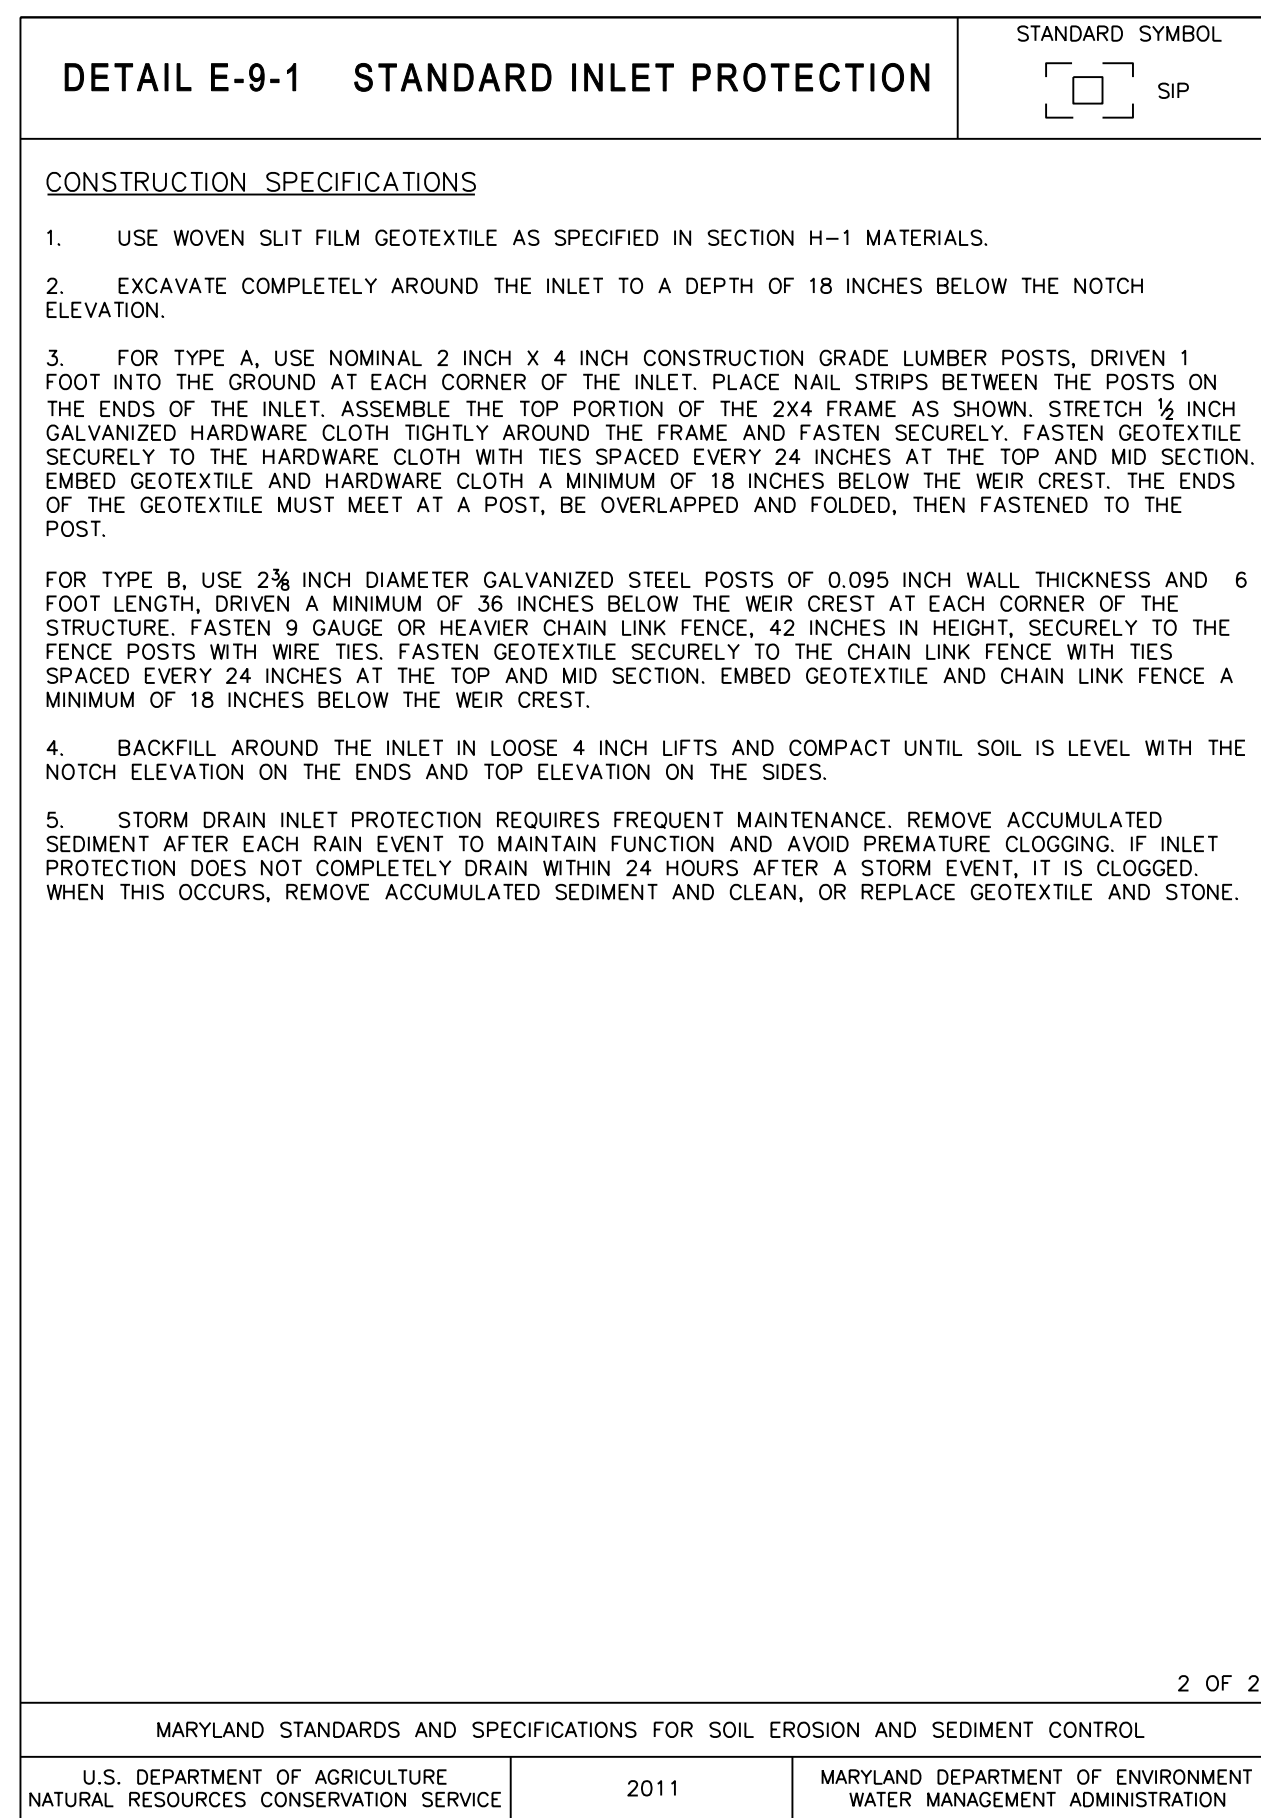 DETAIL E-9-1 STANDARD INLET PROTECTION
STANDARD SYMBOL
SIP
CONSTRUCTION SPECIFICATIONS
1. USE WOVEN SLIT FILM GEOTEXTILE AS SPECIFIED IN SECTION H–1 MATERIALS.
2. EXCAVATE COMPLETELY AROUND THE INLET TO A DEPTH OF 18 INCHES BELOW THE NOTCH
ELEVATION.
3. FOR TYPE A, USE NOMINAL 2 INCH X 4 INCH CONSTRUCTION GRADE LUMBER POSTS, DRIVEN 1
FOOT INTO THE GROUND AT EACH CORNER OF THE INLET. PLACE NAIL STRIPS BETWEEN THE POSTS ON
THE ENDS OF THE INLET. ASSEMBLE THE TOP PORTION OF THE 2X4 FRAME AS SHOWN. STRETCH ½ INCH
GALVANIZED HARDWARE CLOTH TIGHTLY AROUND THE FRAME AND FASTEN SECURELY. FASTEN GEOTEXTILE
SECURELY TO THE HARDWARE CLOTH WITH TIES SPACED EVERY 24 INCHES AT THE TOP AND MID SECTION.
EMBED GEOTEXTILE AND HARDWARE CLOTH A MINIMUM OF 18 INCHES BELOW THE WEIR CREST. THE ENDS
OF THE GEOTEXTILE MUST MEET AT A POST, BE OVERLAPPED AND FOLDED, THEN FASTENED TO THE
POST.
FOR TYPE B, USE 2⅜ INCH DIAMETER GALVANIZED STEEL POSTS OF 0.095 INCH WALL THICKNESS AND 6
FOOT LENGTH, DRIVEN A MINIMUM OF 36 INCHES BELOW THE WEIR CREST AT EACH CORNER OF THE
STRUCTURE. FASTEN 9 GAUGE OR HEAVIER CHAIN LINK FENCE, 42 INCHES IN HEIGHT, SECURELY TO THE
FENCE POSTS WITH WIRE TIES. FASTEN GEOTEXTILE SECURELY TO THE CHAIN LINK FENCE WITH TIES
SPACED EVERY 24 INCHES AT THE TOP AND MID SECTION. EMBED GEOTEXTILE AND CHAIN LINK FENCE A
MINIMUM OF 18 INCHES BELOW THE WEIR CREST.
4. BACKFILL AROUND THE INLET IN LOOSE 4 INCH LIFTS AND COMPACT UNTIL SOIL IS LEVEL WITH THE
NOTCH ELEVATION ON THE ENDS AND TOP ELEVATION ON THE SIDES.
5. STORM DRAIN INLET PROTECTION REQUIRES FREQUENT MAINTENANCE. REMOVE ACCUMULATED
SEDIMENT AFTER EACH RAIN EVENT TO MAINTAIN FUNCTION AND AVOID PREMATURE CLOGGING. IF INLET
PROTECTION DOES NOT COMPLETELY DRAIN WITHIN 24 HOURS AFTER A STORM EVENT, IT IS CLOGGED.
WHEN THIS OCCURS, REMOVE ACCUMULATED SEDIMENT AND CLEAN, OR REPLACE GEOTEXTILE AND STONE.
2 OF 2
MARYLAND STANDARDS AND SPECIFICATIONS FOR SOIL EROSION AND SEDIMENT CONTROL
U.S. DEPARTMENT OF AGRICULTURE
NATURAL RESOURCES CONSERVATION SERVICE
2011
MARYLAND DEPARTMENT OF ENVIRONMENT
WATER MANAGEMENT ADMINISTRATION